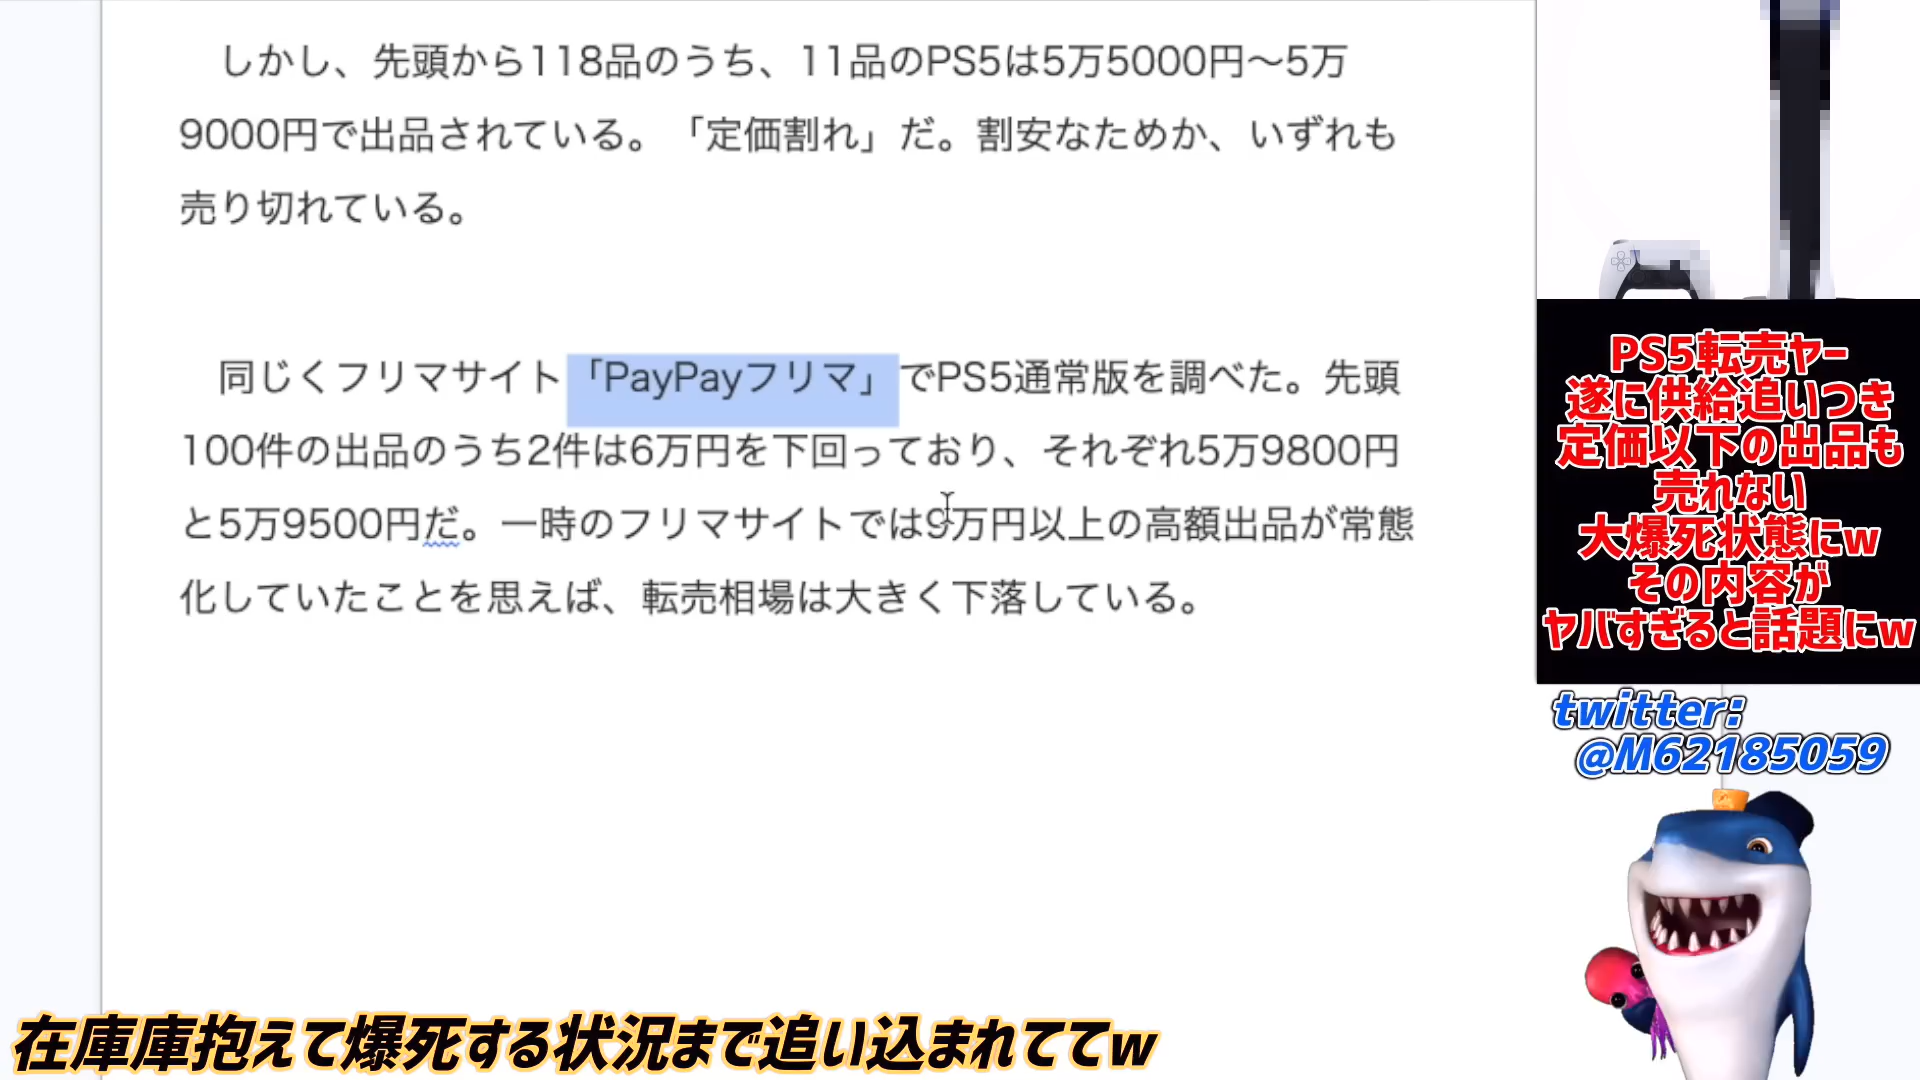 しかし、先頭から118品のうち、11品のPS5は5万5000円〜5万
9000円で出品されている。「定価割れ」だ。割安なためか、いずれも
売り切れている。
同じくフリマサイト「PayPayフリマ」でPS5通常版を調べた。先頭
100件の出品のうち2件は6万円を下回っており、それぞれ5万9800円
と5万9500円だ。一時のフリマサイトでは9万円以上の高額出品が常態
化していたことを思えば、転売相場は大きく下落している。
PS5転売ヤー
遂に供給追いつき
定価以下の出品も
売れない
大爆死状態にw
その内容が
ヤバすぎると話題にw
twitter:
@M62185059
在庫庫抱えて爆死する状況まで追い込まれててw